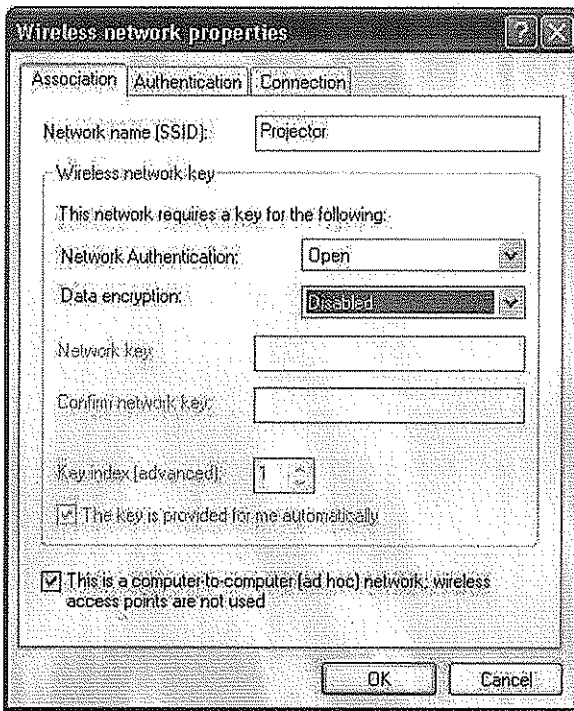 Wireless network properties
Association Authentication Connection
Network name (SSID): Projector
Wireless network key
This network requires a key for the following:
Network Authentication: Open
Data encryption: Disabled
Network key:
Confirm network key:
Key index (advanced): 1
The key is provided for me automatically
This is a computer-to-computer (ad hoc) network; wireless
access points are not used
OK Cancel